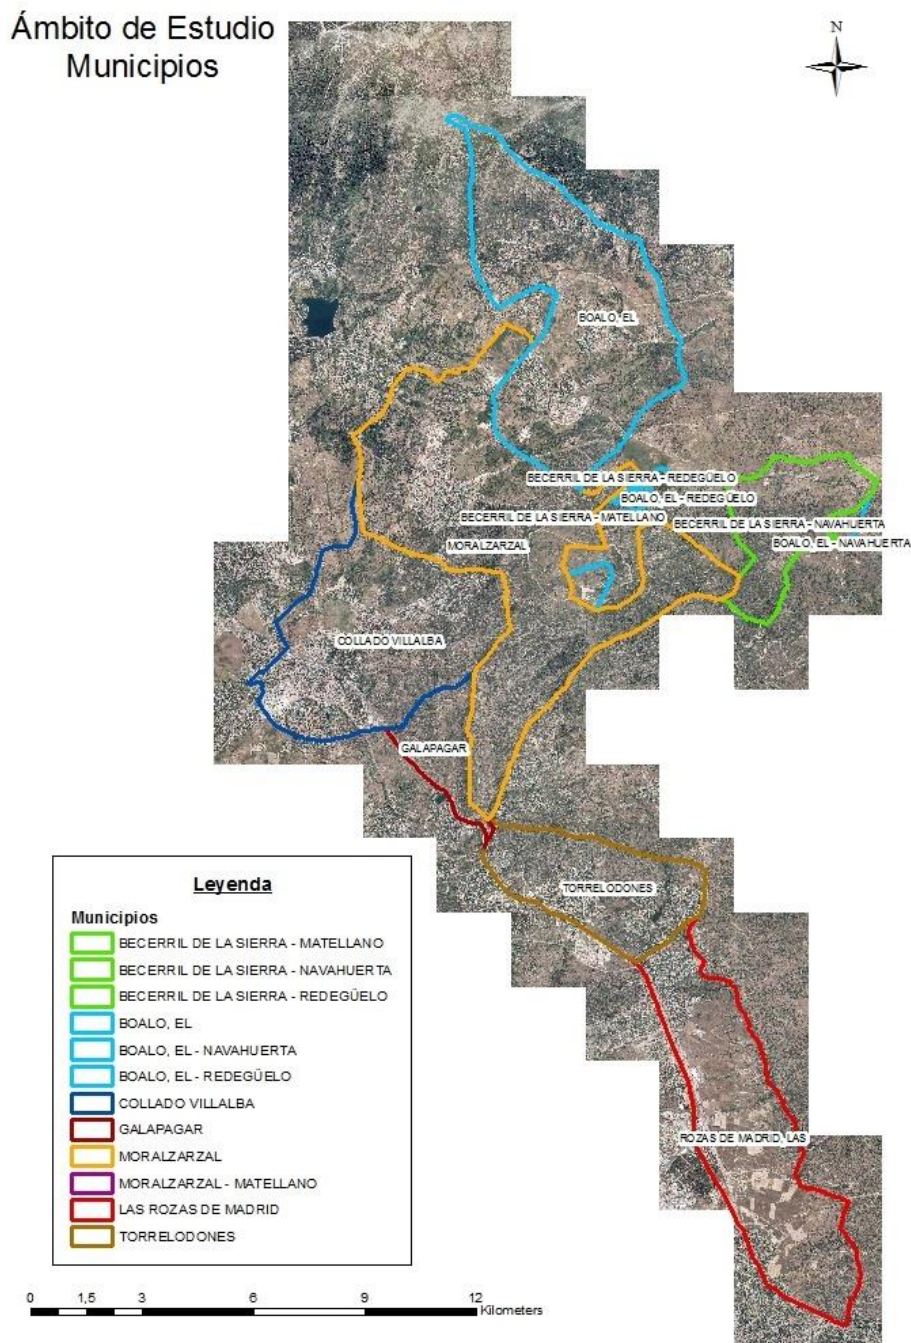 Ámbito de Estudio
Municipios
N
BOALO, EL
BECERRIL DE LA SIERRA - REDEGÜELO
BOALO, EL - REDEGÜELO
BECERRIL DE LA SIERRA - MATELLANO
BECERRIL DE LA SIERRA - NAVAHUERTA
BOALO, EL - NAVAHUERTA
MORALZARZAL
COLLADO VILLALBA
GALAPAGAR
TORRELODONES
ROZAS DE MADRID, LAS
Leyenda
Municipios
BECERRIL DE LA SIERRA - MATELLANO
BECERRIL DE LA SIERRA - NAVAHUERTA
BECERRIL DE LA SIERRA - REDEGÜELO
BOALO, EL
BOALO, EL - NAVAHUERTA
BOALO, EL - REDEGÜELO
COLLADO VILLALBA
GALAPAGAR
MORALZARZAL
MORALZARZAL - MATELLANO
LAS ROZAS DE MADRID
TORRELODONES
0 1,5 3 6 9 12
Kilometers